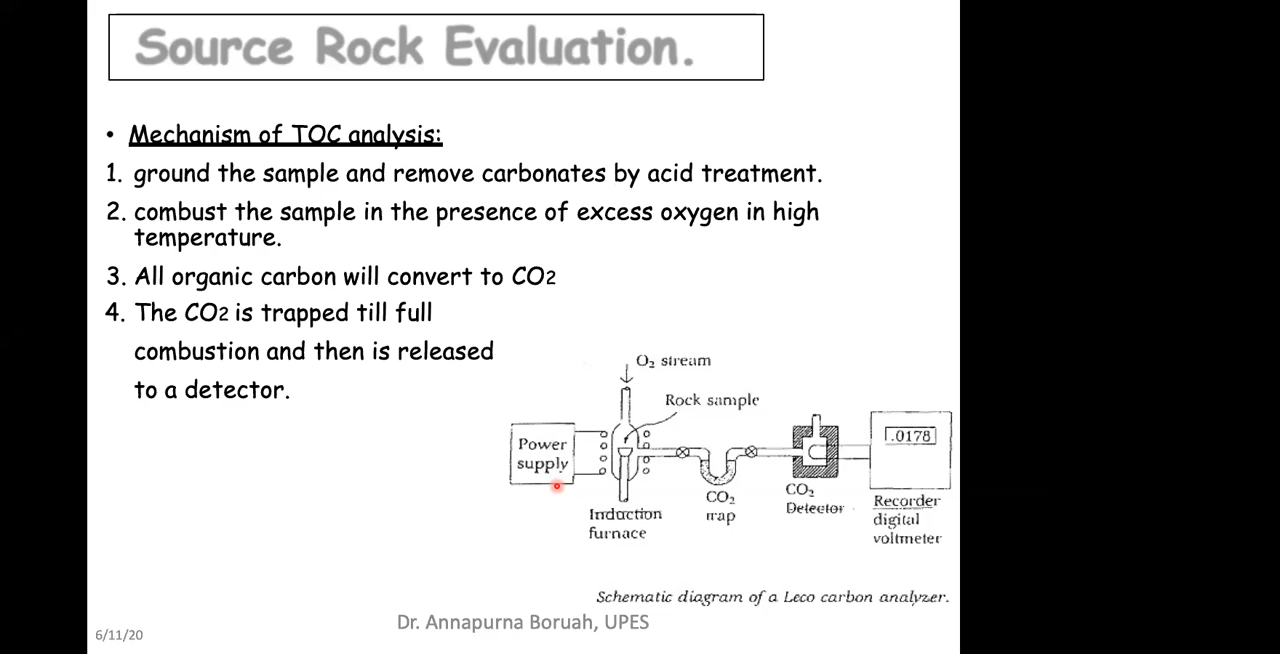 Source Rock Evaluation.
• Mechanism of TOC analysis:
1. ground the sample and remove carbonates by acid treatment.
2. combust the sample in the presence of excess oxygen in high
temperature.
3. All organic carbon will convert to CO2
4. The CO2 is trapped till full
combustion and then is released
to a detector.
O₂ stream
Rock sample
Power
supply
.0178
Induction
furnace
CO₂
trap
CO₂
Detector
Recorder
digital
voltmeter
Schematic diagram of a Leco carbon analyzer.
Dr. Annapurna Boruah, UPES
6/11/20